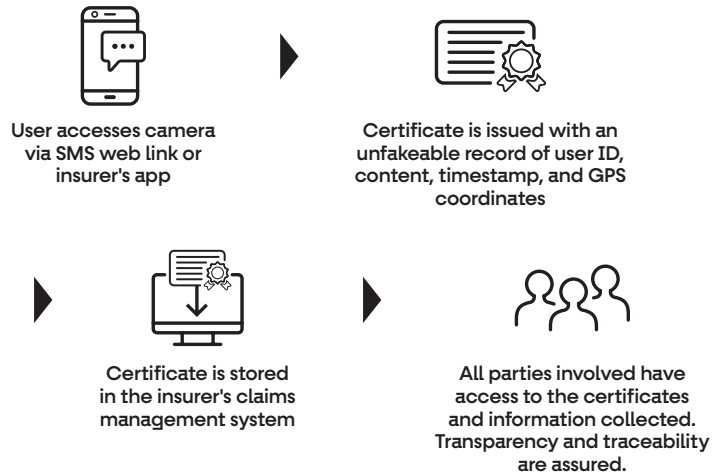 User accesses camera
via SMS web link or
insurer's app
Certificate is issued with an
unfakeable record of user ID,
content, timestamp, and GPS
coordinates
Certificate is stored
in the insurer's claims
management system
All parties involved have
access to the certificates
and information collected.
Transparency and traceability
are assured.